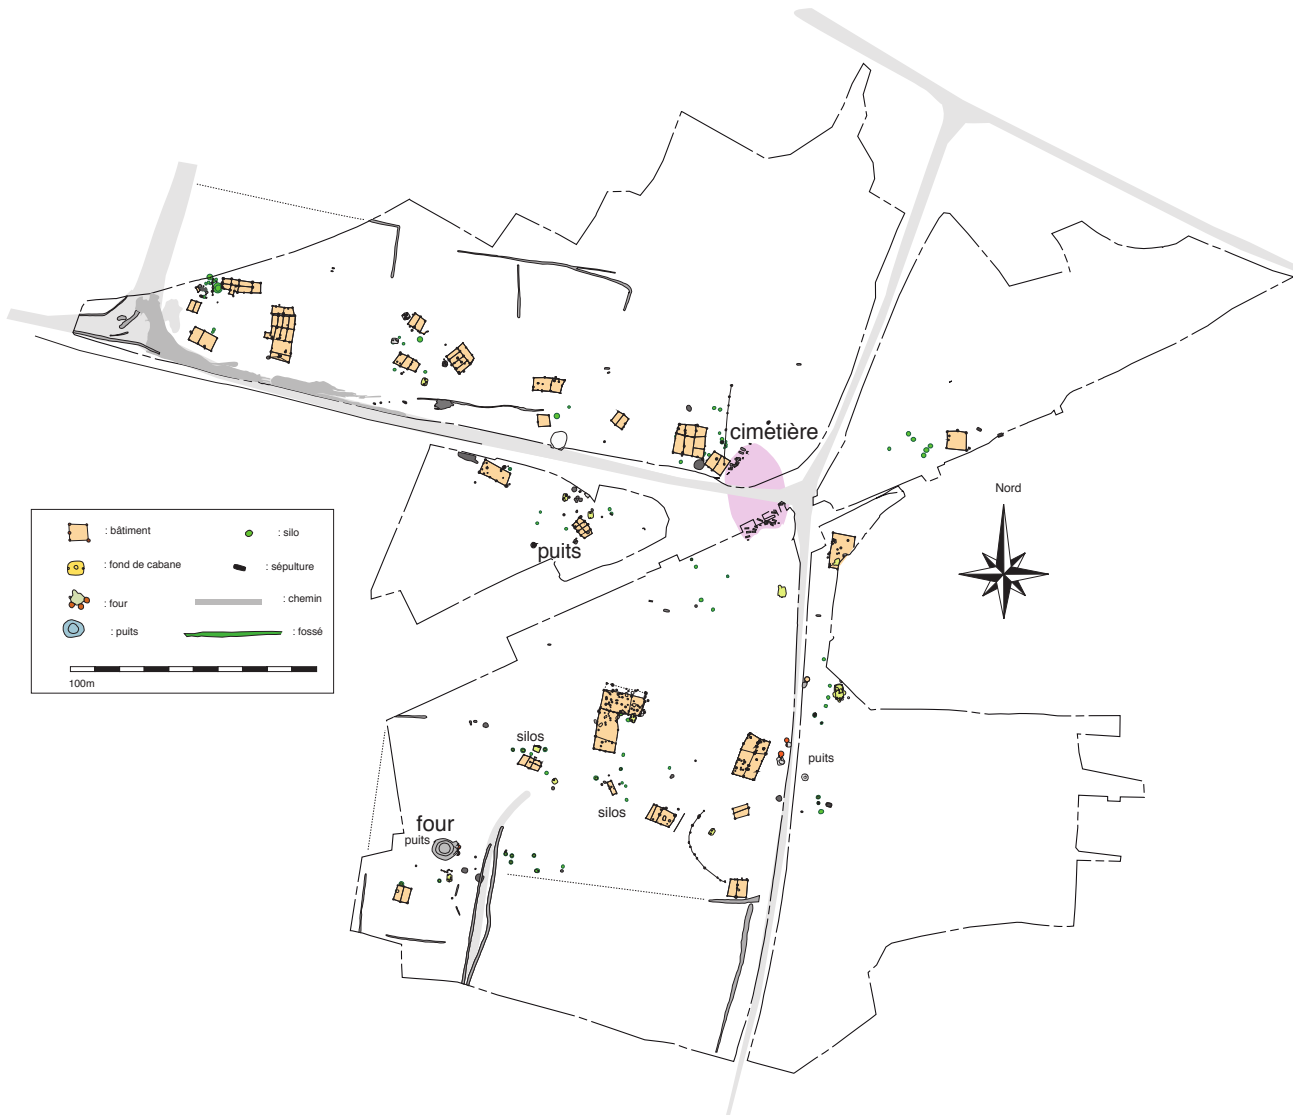 cimetière
Nord
puits
: bâtiment
: silo
: fond de cabane
: sépulture
: four
: chemin
: puits
: fossé
100m
silos
puits
silos
four
puits